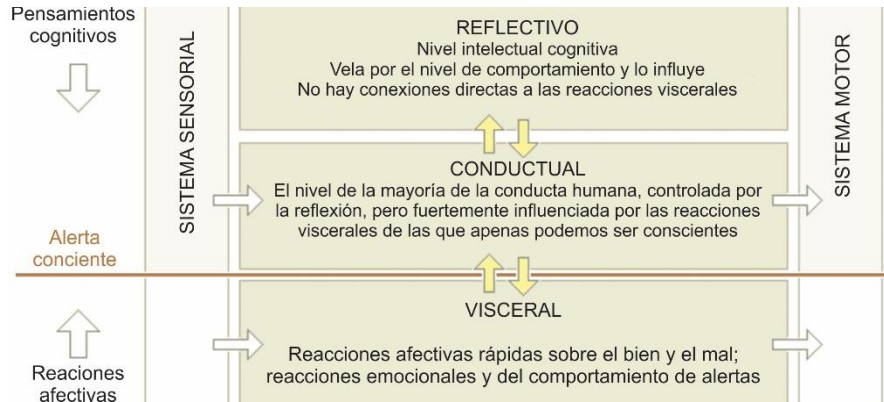 Pensamientos
cognitivos
SISTEMA SENSORIAL
REFLECTIVO
Nivel intelectual cognitiva
Vela por el nivel de comportamiento y lo influye
No hay conexiones directas a las reacciones viscerales
SISTEMA MOTOR
CONDUCTUAL
El nivel de la mayoría de la conducta humana, controlada por
la reflexión, pero fuertemente influenciada por las reacciones
viscerales de las que apenas podemos ser conscientes
Alerta
conciente
VISCERAL
Reacciones afectivas rápidas sobre el bien y el mal;
reacciones emocionales y del comportamiento de alertas
Reaciones
afectivas